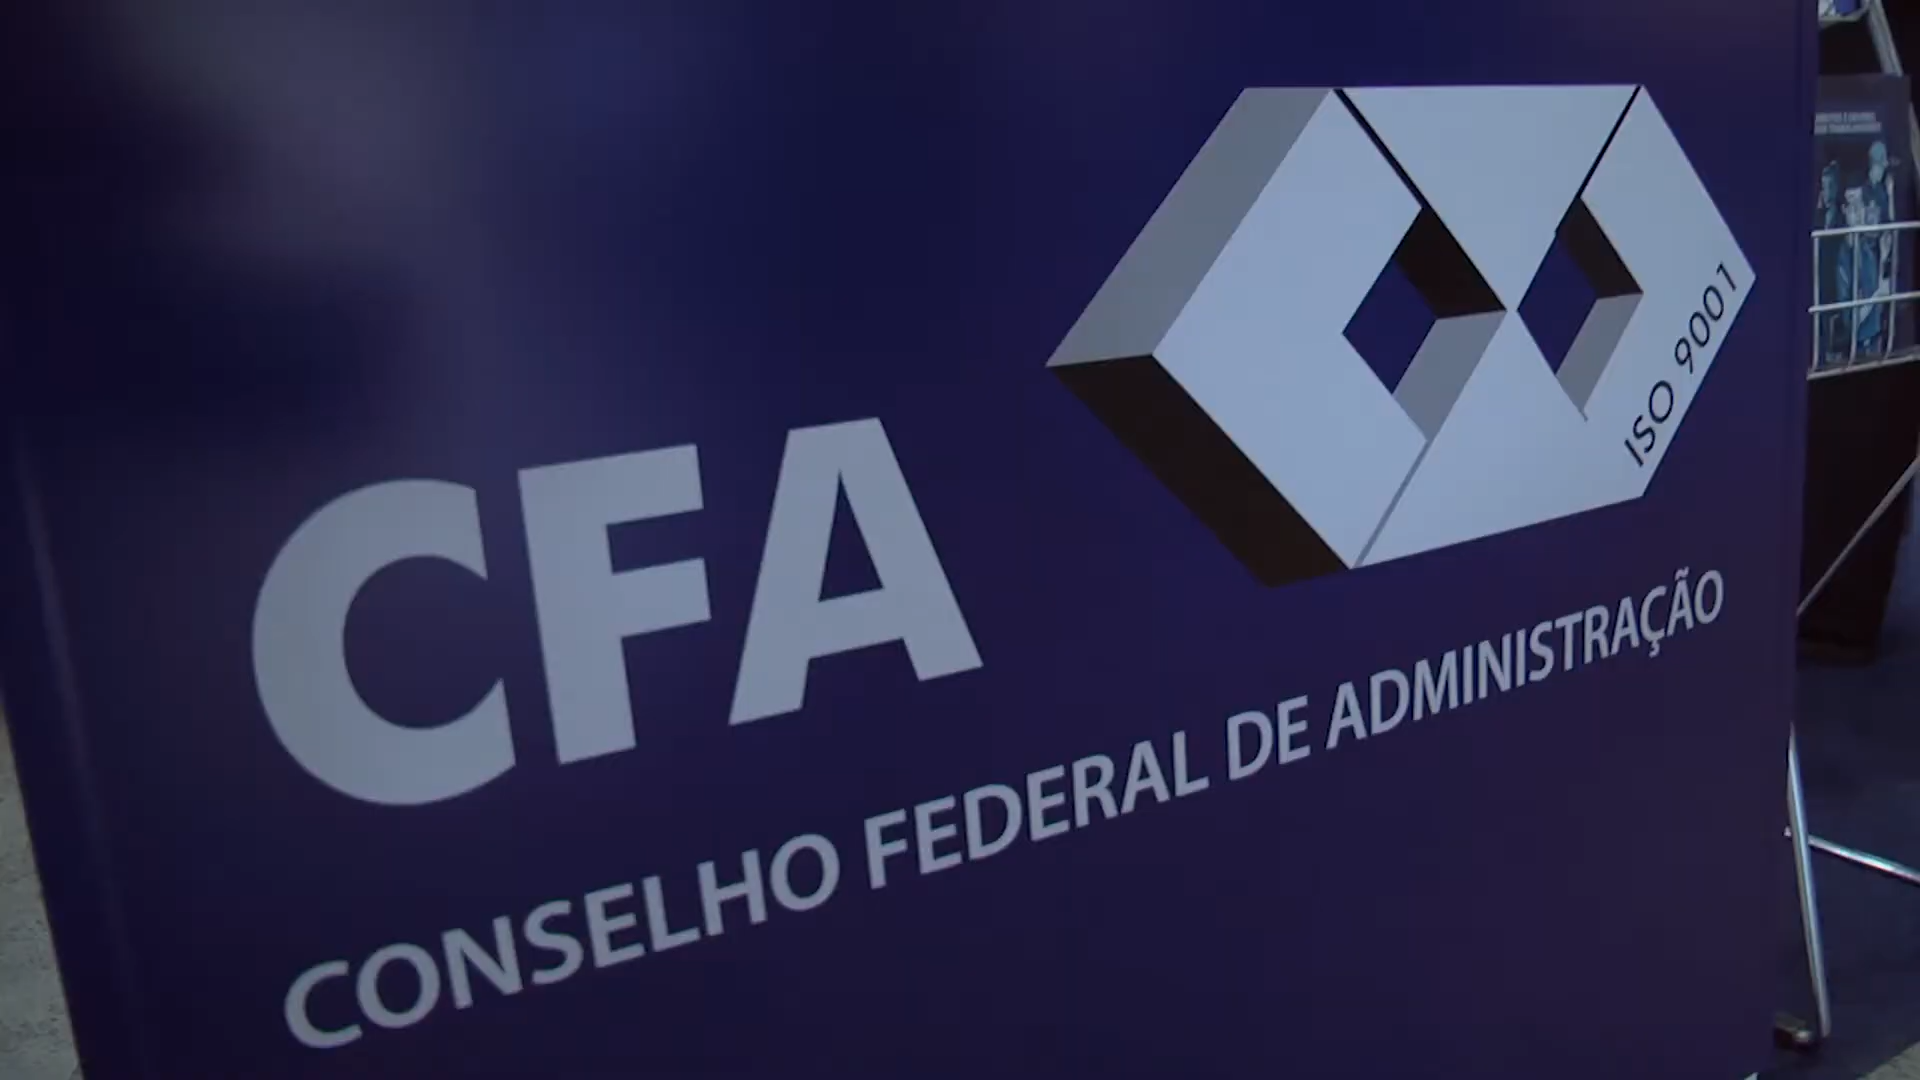 ISO 9001
CFA
CONSELHO FEDERAL DE ADMINISTRAÇÃO